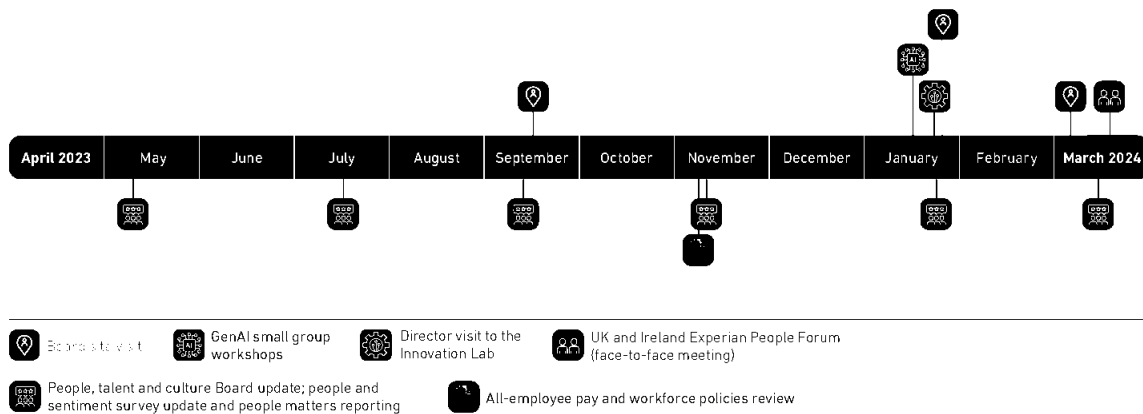 April 2023 May June July August September October November December January February March 2024
AI
AI GenAI small group
workshops
Director visit to the
Innovation Lab
UK and Ireland Experian People Forum
(face-to-face meeting)
People, talent and culture Board update; people and
sentiment survey update and people matters reporting
All-employee pay and workforce policies review